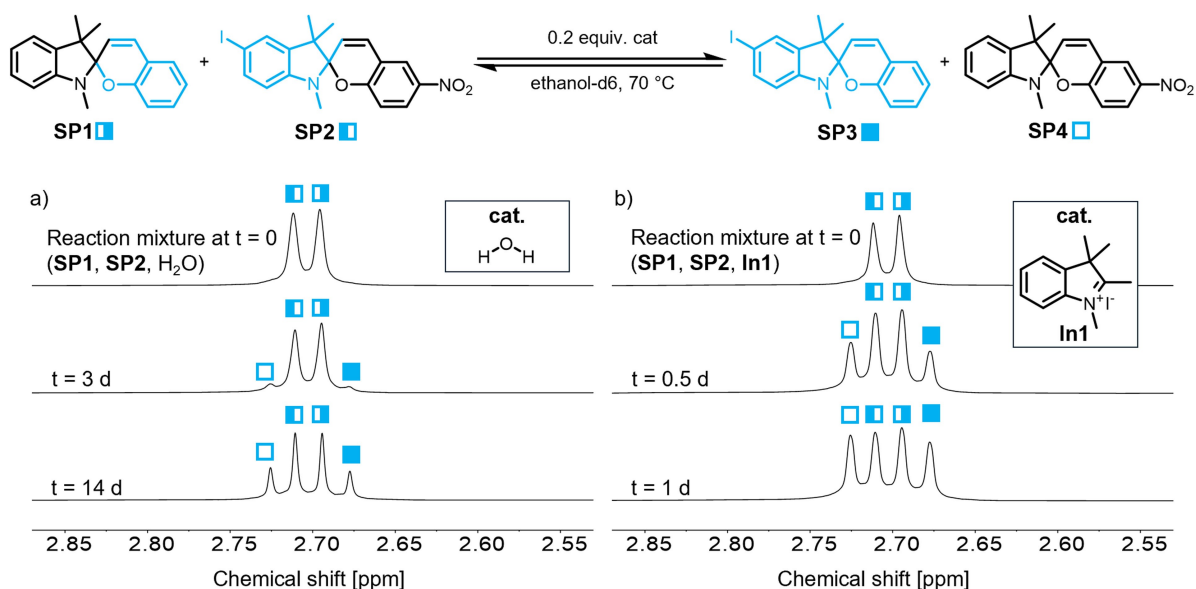 I
N
O
SP1
+
I
N
O
NO₂
SP2
0.2 equiv. cat
ethanol-d6, 70 °C
I
N
O
SP3
+
N
O
NO₂
SP4
a)
Reaction mixture at t = 0
(SP1, SP2, H₂O)
cat.
H O H
t = 3 d
t = 14 d
2.85 2.80 2.75 2.70 2.65 2.60 2.55
Chemical shift [ppm]
b)
Reaction mixture at t = 0
(SP1, SP2, In1)
cat.
N⁺I⁻
In1
t = 0.5 d
t = 1 d
2.85 2.80 2.75 2.70 2.65 2.60 2.55
Chemical shift [ppm]